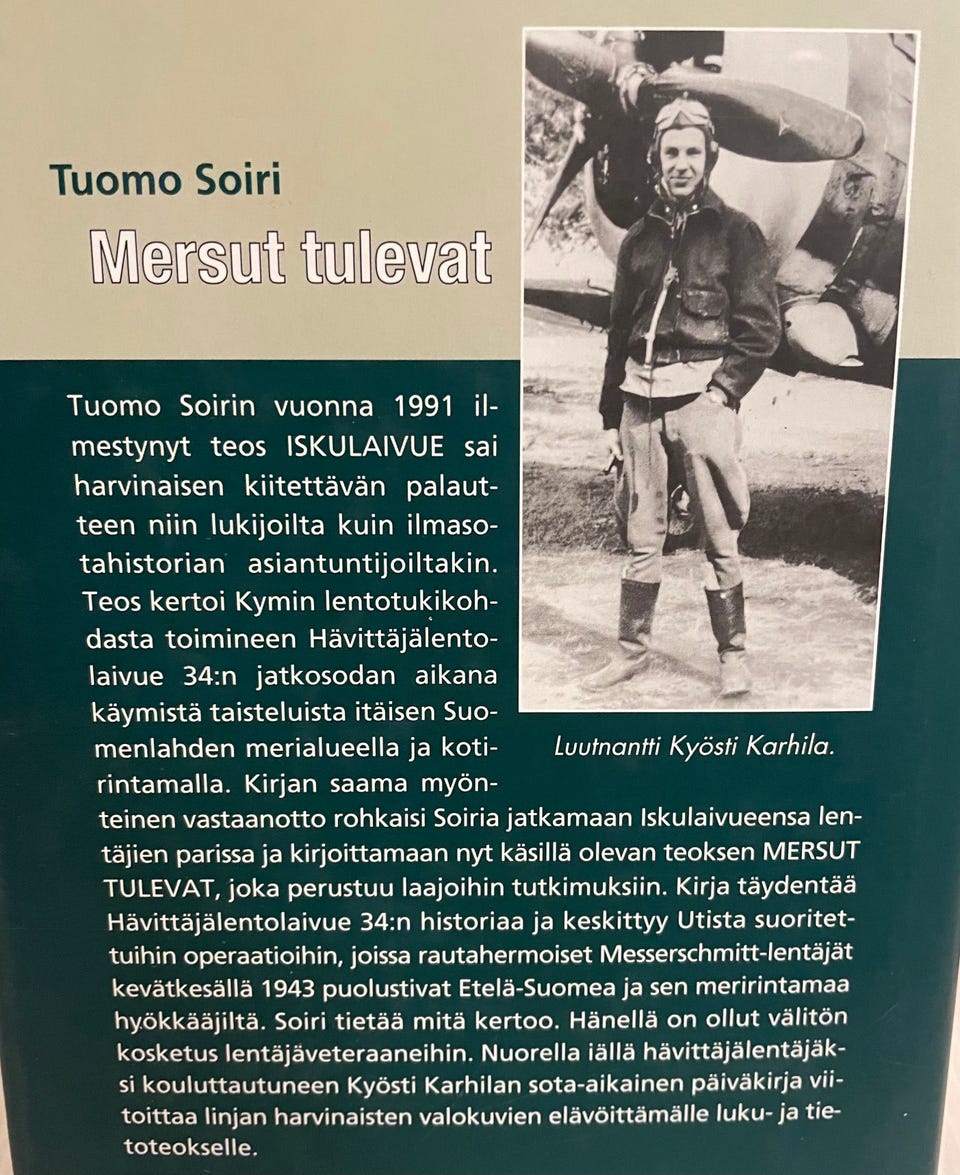 Tuomo Soiri
Mersut tulevat
Tuomo Soirin vuonna 1991 il-
mestynyt teos ISKULAIVUE sai
harvinaisen kiitettävän palaut-
teen niin lukijoilta kuin ilmaso-
tahistorian asiantuntijoiltakin.
Teos kertoi Kymin lentotukikoh-
dasta toimineen Hävittäjälento-
laivue 34:n jatkosodan aikana
käymistä taisteluista itäisen Suo-
menlahden merialueella ja koti-
rintamalla. Kirjan saama myön-
teinen vastaanotto rohkaisi Soiria jatkamaan Iskulaivueensa len-
täjien parissa ja kirjoittamaan nyt käsillä olevan teoksen MERSUT
TULEVAT, joka perustuu laajoihin tutkimuksiin. Kirja täydentää
Hävittäjälentolaivue 34:n historiaa ja keskittyy Utista suoritet-
tuihin operaatioihin, joissa rautahermoiset Messerschmitt-lentäjät
kevätkesällä 1943 puolustivat Etelä-Suomea ja sen meririntamaa
hyökkääjiltä. Soiri tietää mitä kertoo. Hänellä on ollut välitön
kosketus lentäjäveteraaneihin. Nuorella iällä hävittäjälentäjäk-
si kouluttautuneen Kyösti Karhilan sota-aikainen päiväkirja vii-
toittaa linjan harvinaisten valokuvien elävöittämälle luku- ja tie-
toteokselle.
Luutnantti Kyösti Karhila.